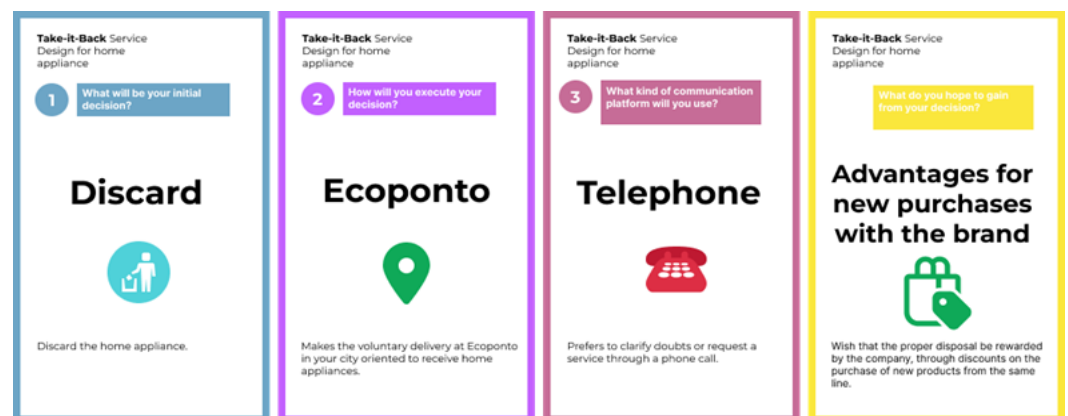 Take-it-Back Service
Design for home
appliance
1
What will be your initial
decision?
Discard
Discard the home appliance.
Take-it-Back Service
Design for home
appliance
2
How will you execute your
decision?
Ecoponto
Makes the voluntary delivery at Ecoponto
in your city oriented to receive home
appliances.
Take-it-Back Service
Design for home
appliance
3
What kind of communication
platform will you use?
Telephone
Prefers to clarify doubts or request a
service through a phone call.
Take-it-Back Service
Design for home
appliance
What do you hope to gain
from your decision?
Advantages for
new purchases
with the brand
Wish that the proper disposal be rewarded
by the company, through discounts on the
purchase of new products from the same
line.